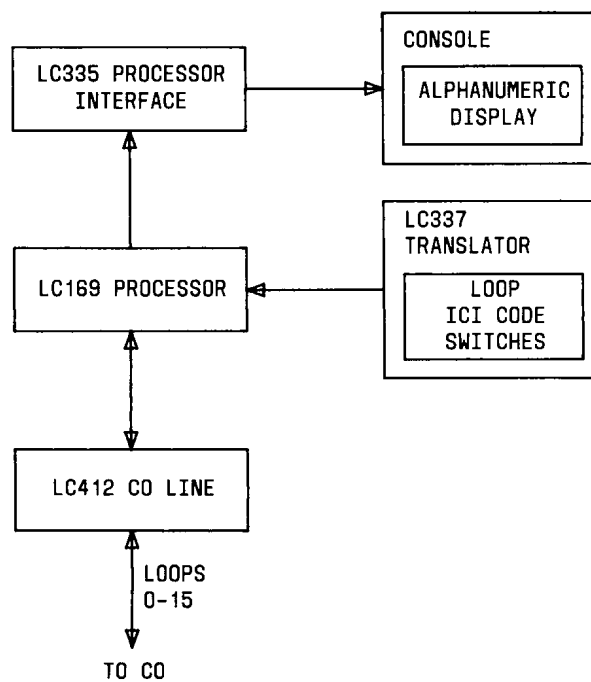 LC335 PROCESSOR
INTERFACE
CONSOLE
ALPHANUMERIC
DISPLAY
LC169 PROCESSOR
LC337
TRANSLATOR
LOOP
ICI CODE
SWITCHES
LC412 CO LINE
LOOPS
0-15
TO CO